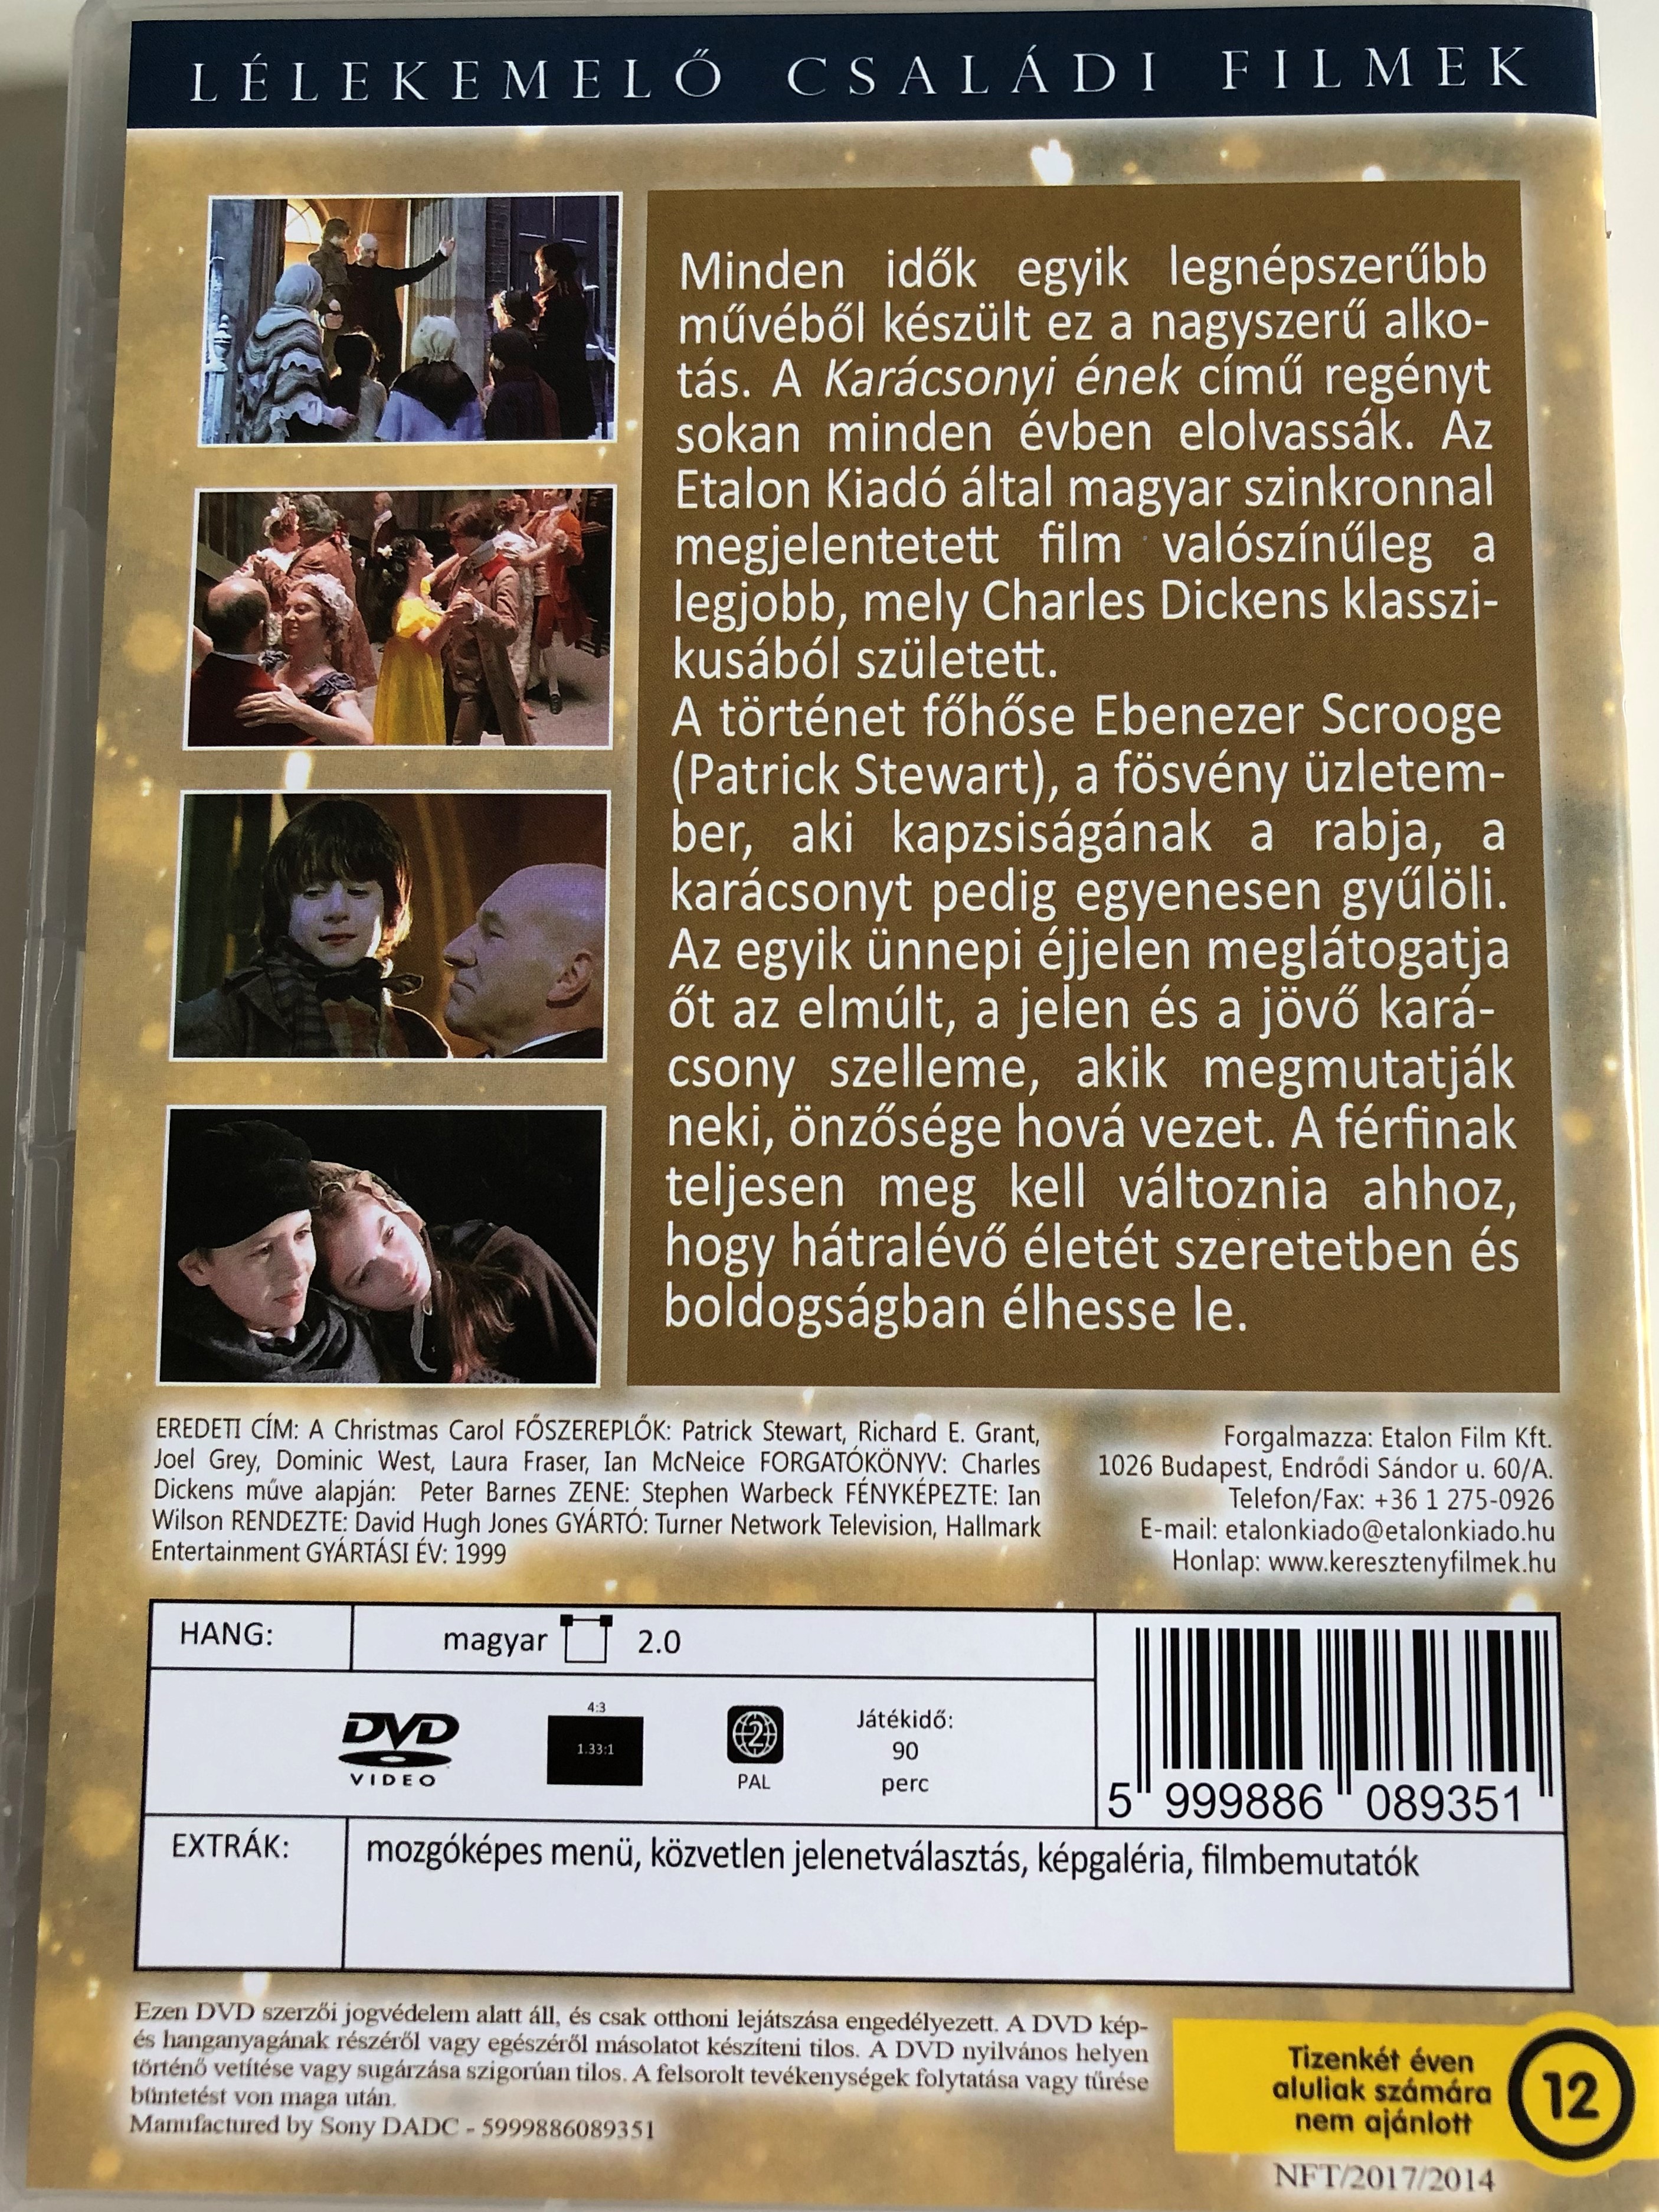 LÉLEKEMELŐ CSALÁDI FILMEK
Minden idők egyik legnépszerűbb
művéből készült ez a nagyszerű alko-
tás. A Karácsonyi ének című regényt
sokan minden évben elolvassák. Az
Etalon Kiadó által magyar szinkronnal
megjelentetett film valószínűleg a
legjobb, mely Charles Dickens klasszi-
kusából született.
A történet főhőse Ebenezer Scrooge
(Patrick Stewart), a fösvény üzletem-
ber, aki kapzsiságának a rabja, a
karácsonyt pedig egyenesen gyűlöli.
Az egyik ünnepi éjjelen meglátogatja
őt az elmúlt, a jelen és a jövő kará-
csony szelleme, akik megmutatják
neki, önzősége hová vezet. A férfinak
teljesen meg kell változnia ahhoz,
hogy hátralévő életét szeretetben és
boldogságban élhesse le.
EREDETI CÍM: A Christmas Carol FŐSZEREPLŐK: Patrick Stewart, Richard E. Grant,
Joel Grey, Dominic West, Laura Fraser, Ian McNeice FORGATÓKÖNYV: Charles
Dickens műve alapján: Peter Barnes ZENE: Stephen Warbeck FÉNYKÉPEZTE: Ian
Wilson RENDEZTE: David Hugh Jones GYÁRTÓ: Turner Network Television, Hallmark
Entertainment GYÁRTÁSI ÉV: 1999
Forgalmazza: Etalon Film Kft.
1026 Budapest, Endrődi Sándor u. 60/A.
Telefon/Fax: +36 1 275-0926
E-mail: etalonkiado@etalonkiado.hu
Honlap: www.keresztenyfilmek.hu
HANG:
magyar 2.0
DVD
VIDEO
4:3
1.33:1
2
PAL
Játékidő:
90
perc
5 999886 089351
EXTRÁK:
mozgóképes menü, közvetlen jelenetválasztás, képgaléria, filmbemutatók
Ezen DVD szerzői jogvédelem alatt áll, és csak otthoni lejátszása engedélyezett. A DVD kép-
és hanganyagának részéről vagy egészéről másolatot készíteni tilos. A DVD nyilvános helyen
történő vetítése vagy sugárzása szigorúan tilos. A felsorolt tevékenységek folytatása vagy tűrése
büntetést von maga után.
Manufactured by Sony DADC - 5999886089351
Tizenkét éven
aluliak számára
nem ajánlott
12
NFT/2017/2014